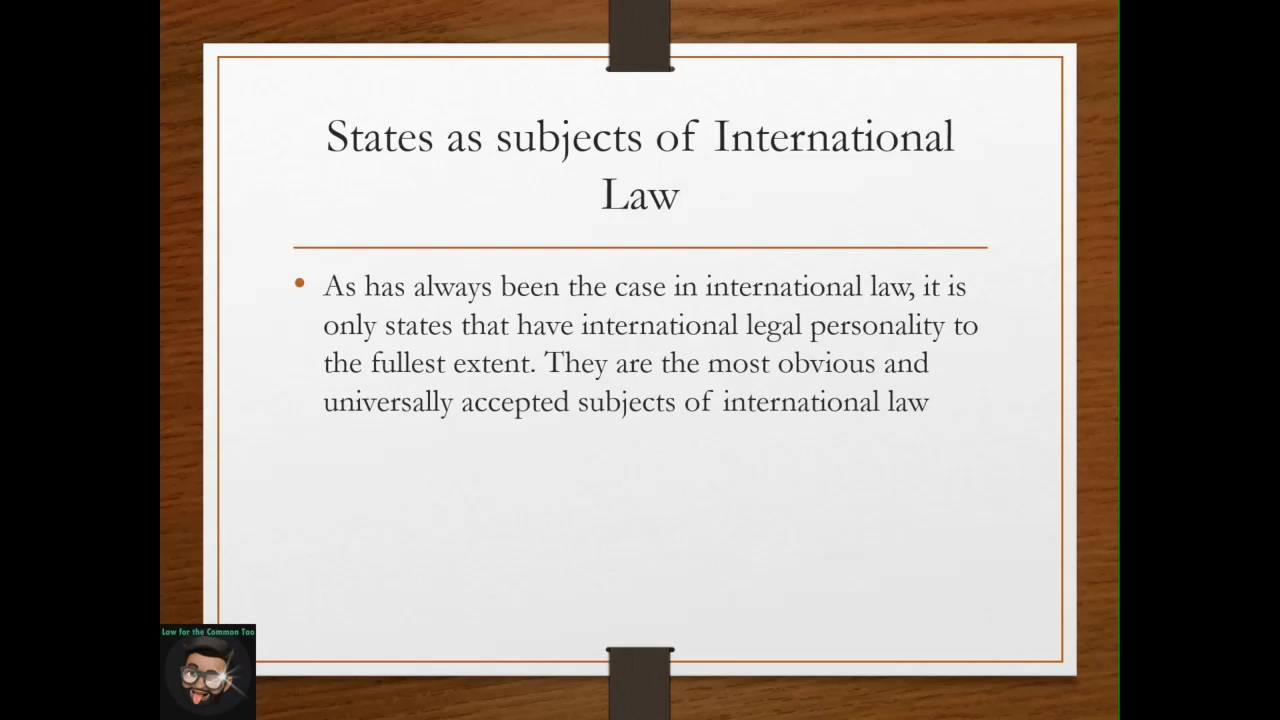 States as subjects of International
Law
• As has always been the case in international law, it is
only states that have international legal personality to
the fullest extent. They are the most obvious and
universally accepted subjects of international law
Law for the Common Tao